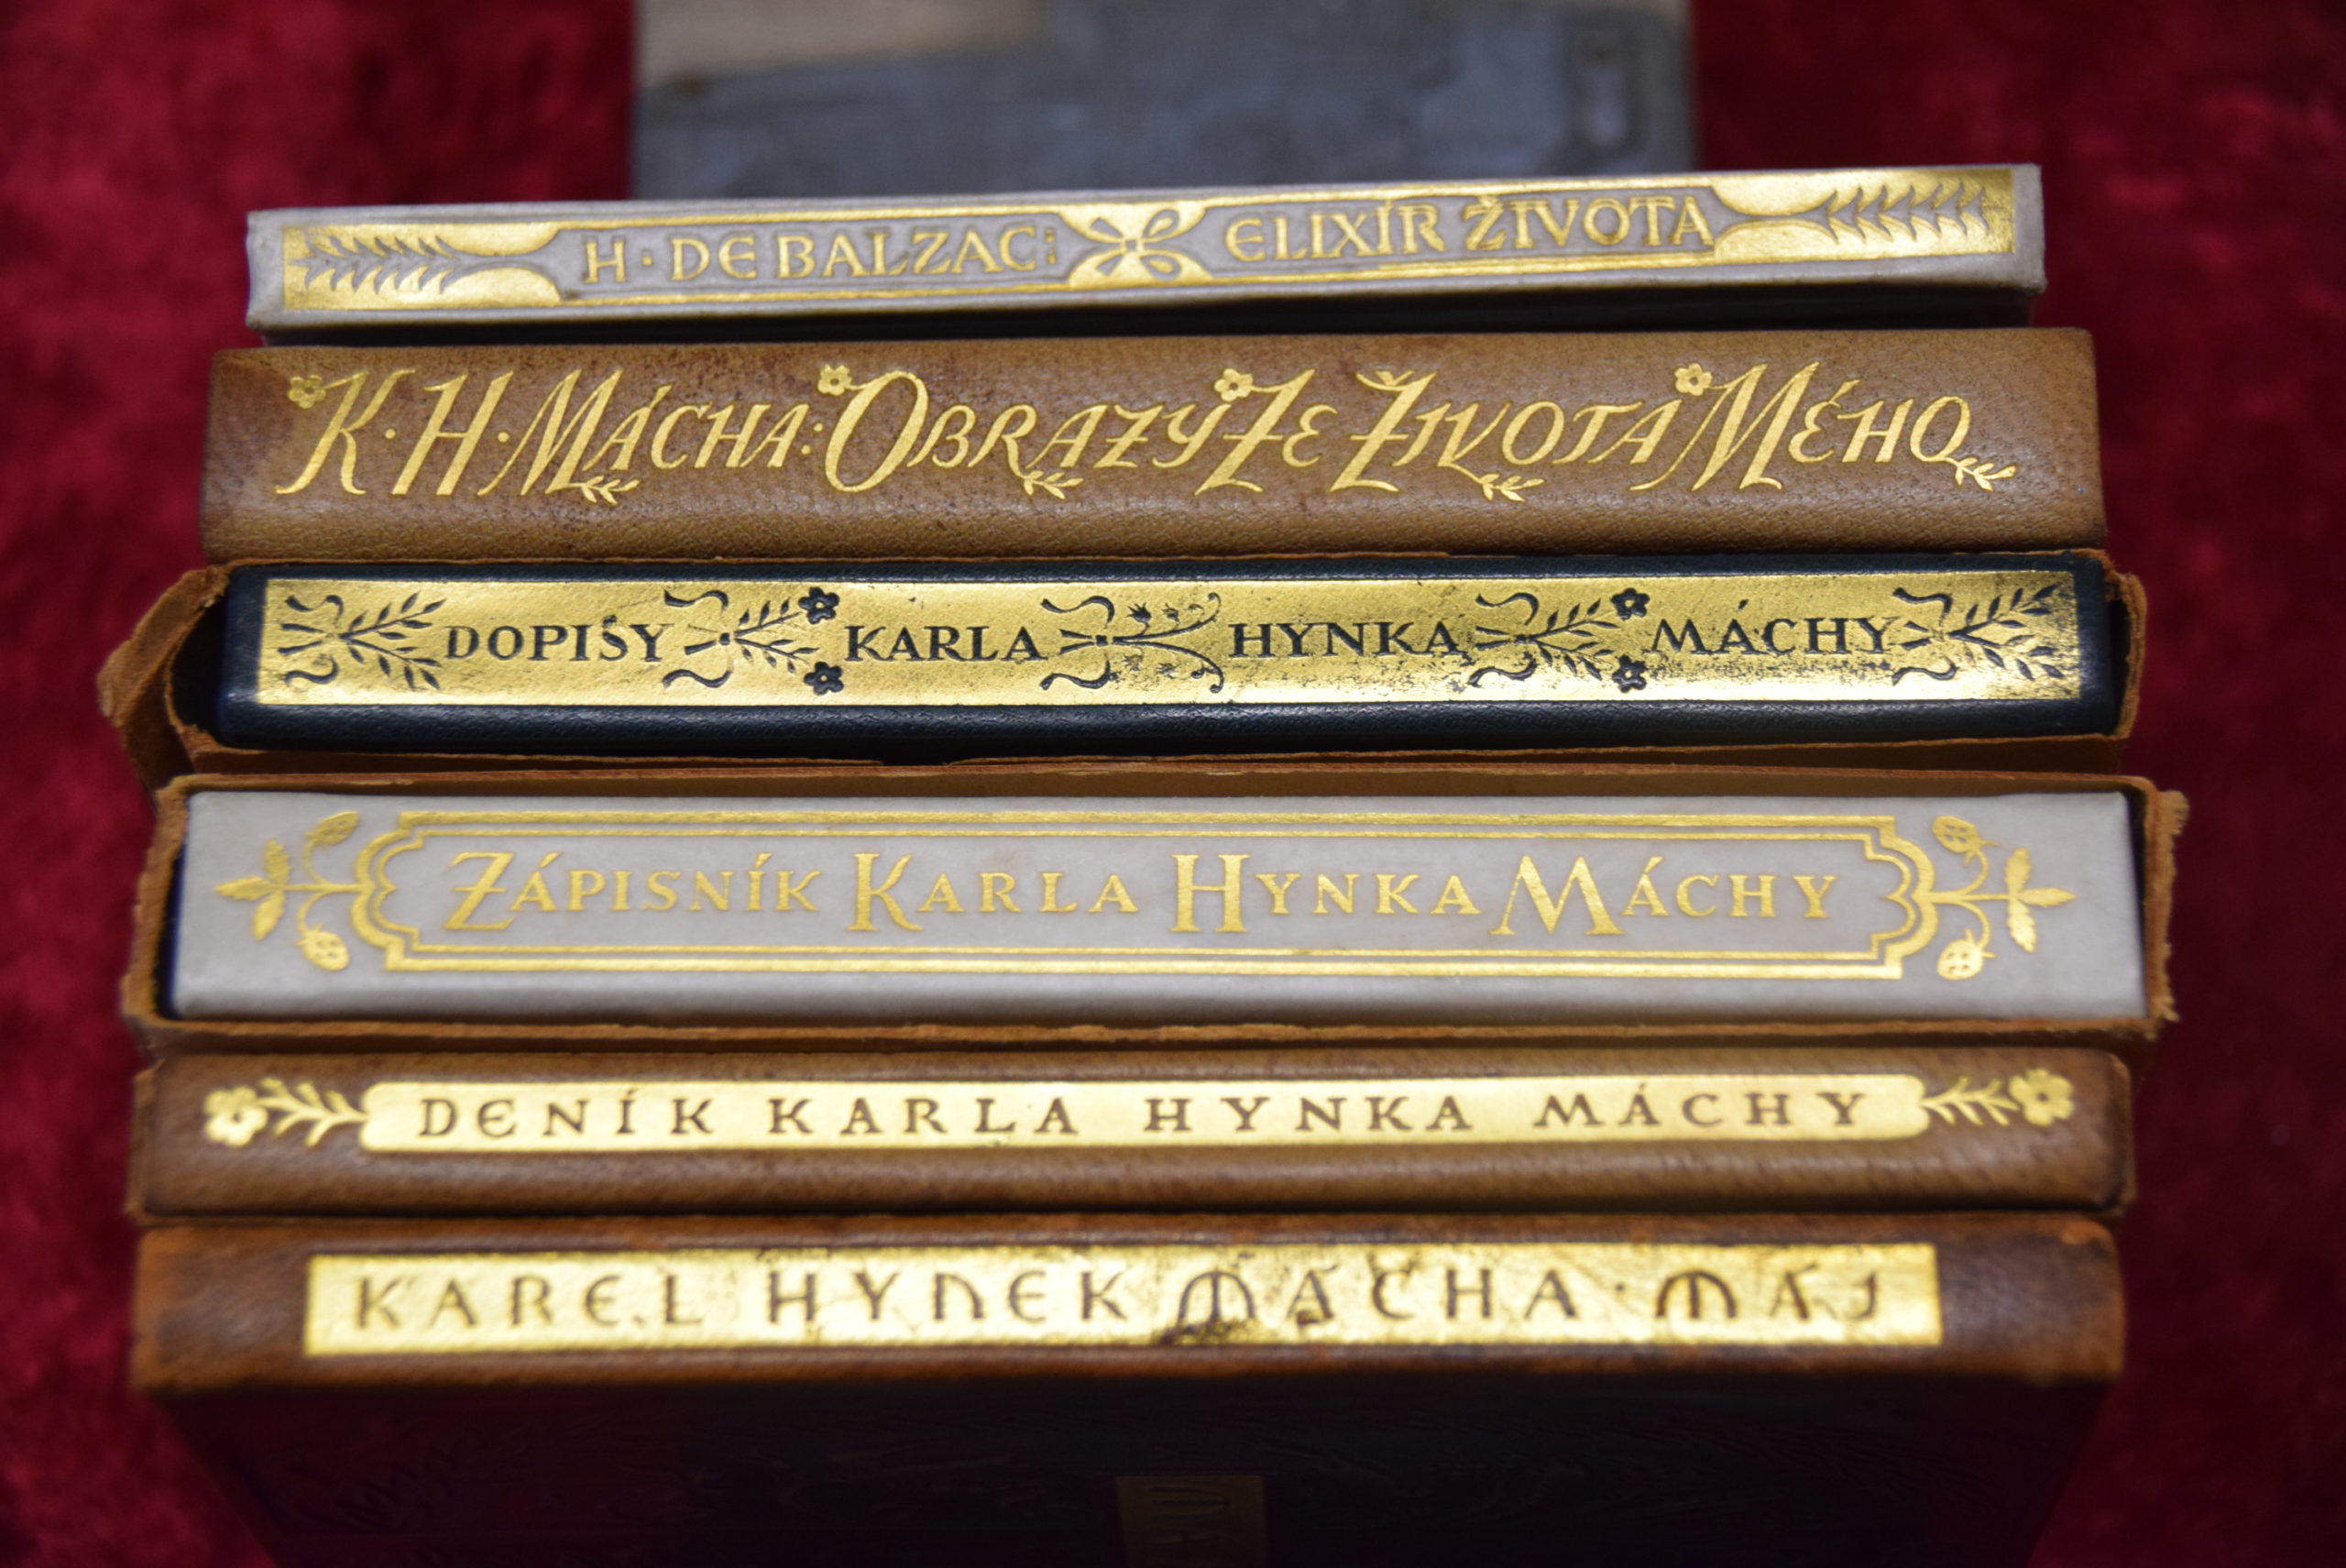 H · DE BALZAC: ELIXÍR ŽIVOTA
K · H · MÁCHA: OBRAZY ZE ŽIVOTA MÉHO
DOPISY KARLA HYNKA MÁCHY
ZÁPISNÍK KARLA HYNKA MÁCHY
DENÍK KARLA HYNKA MÁCHY
KAREL HYNEK MÁCHA · MÁJ